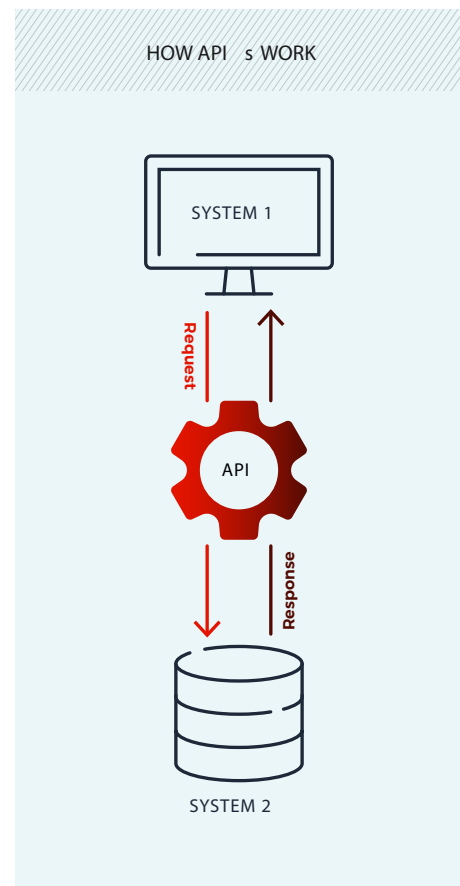 HOW API s WORK
SYSTEM 1
Request
API
Response
SYSTEM 2